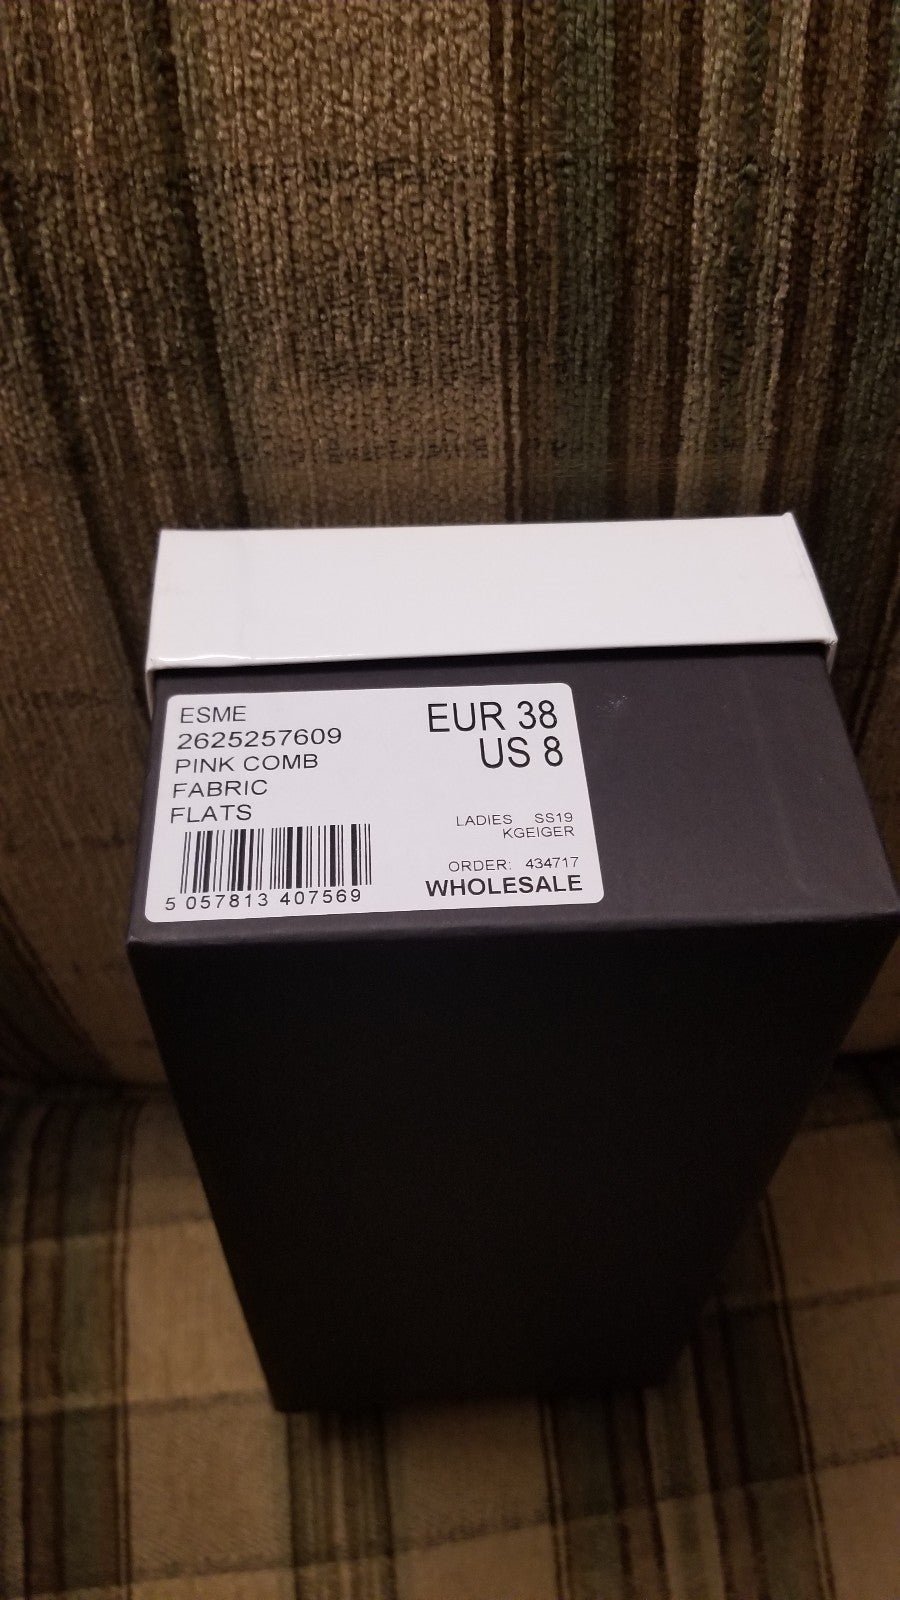 ESME
2625257609
PINK COMB
FABRIC
FLATS
5 057813 407569
EUR 38
US 8
LADIES SS19
KGEIGER
ORDER: 434717
WHOLESALE